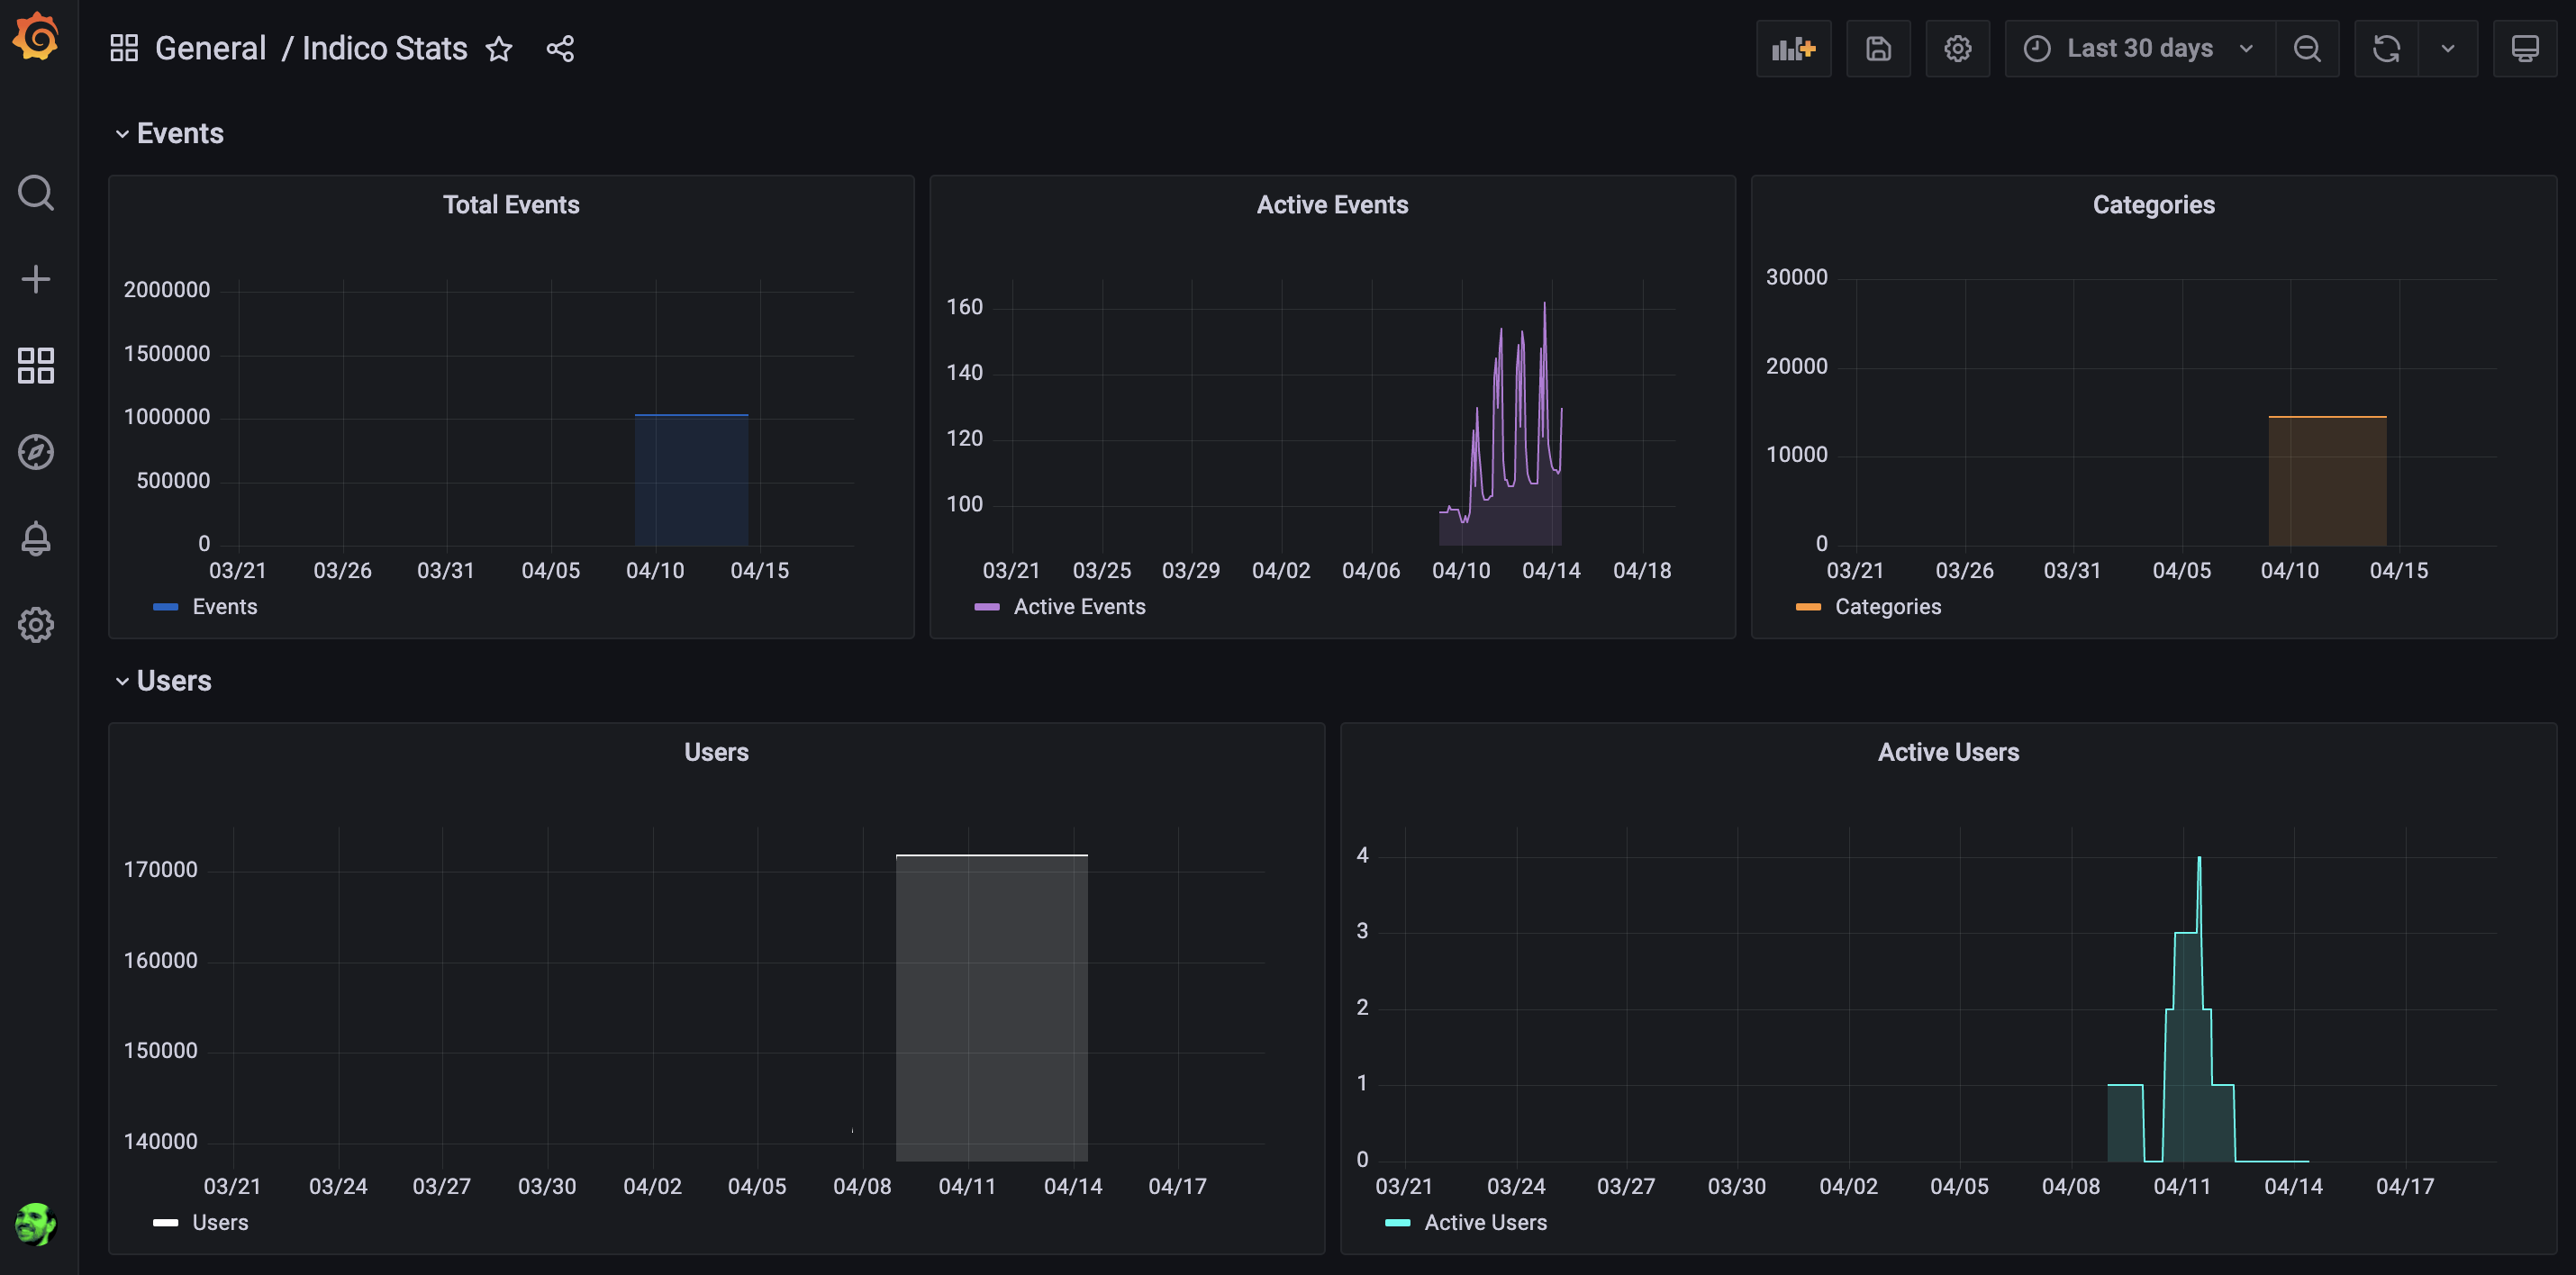 General / Indico Stats
Last 30 days
Events
Total Events
2000000
1500000
1000000
500000
0
03/21 03/26 03/31 04/05 04/10 04/15
Events
Active Events
160
140
120
100
03/21 03/25 03/29 04/02 04/06 04/10 04/14 04/18
Active Events
Categories
30000
20000
10000
0
03/21 03/26 03/31 04/05 04/10 04/15
Categories
Users
Users
170000
160000
150000
140000
03/21 03/24 03/27 03/30 04/02 04/05 04/08 04/11 04/14 04/17
Users
Active Users
4
3
2
1
0
03/21 03/24 03/27 03/30 04/02 04/05 04/08 04/11 04/14 04/17
Active Users